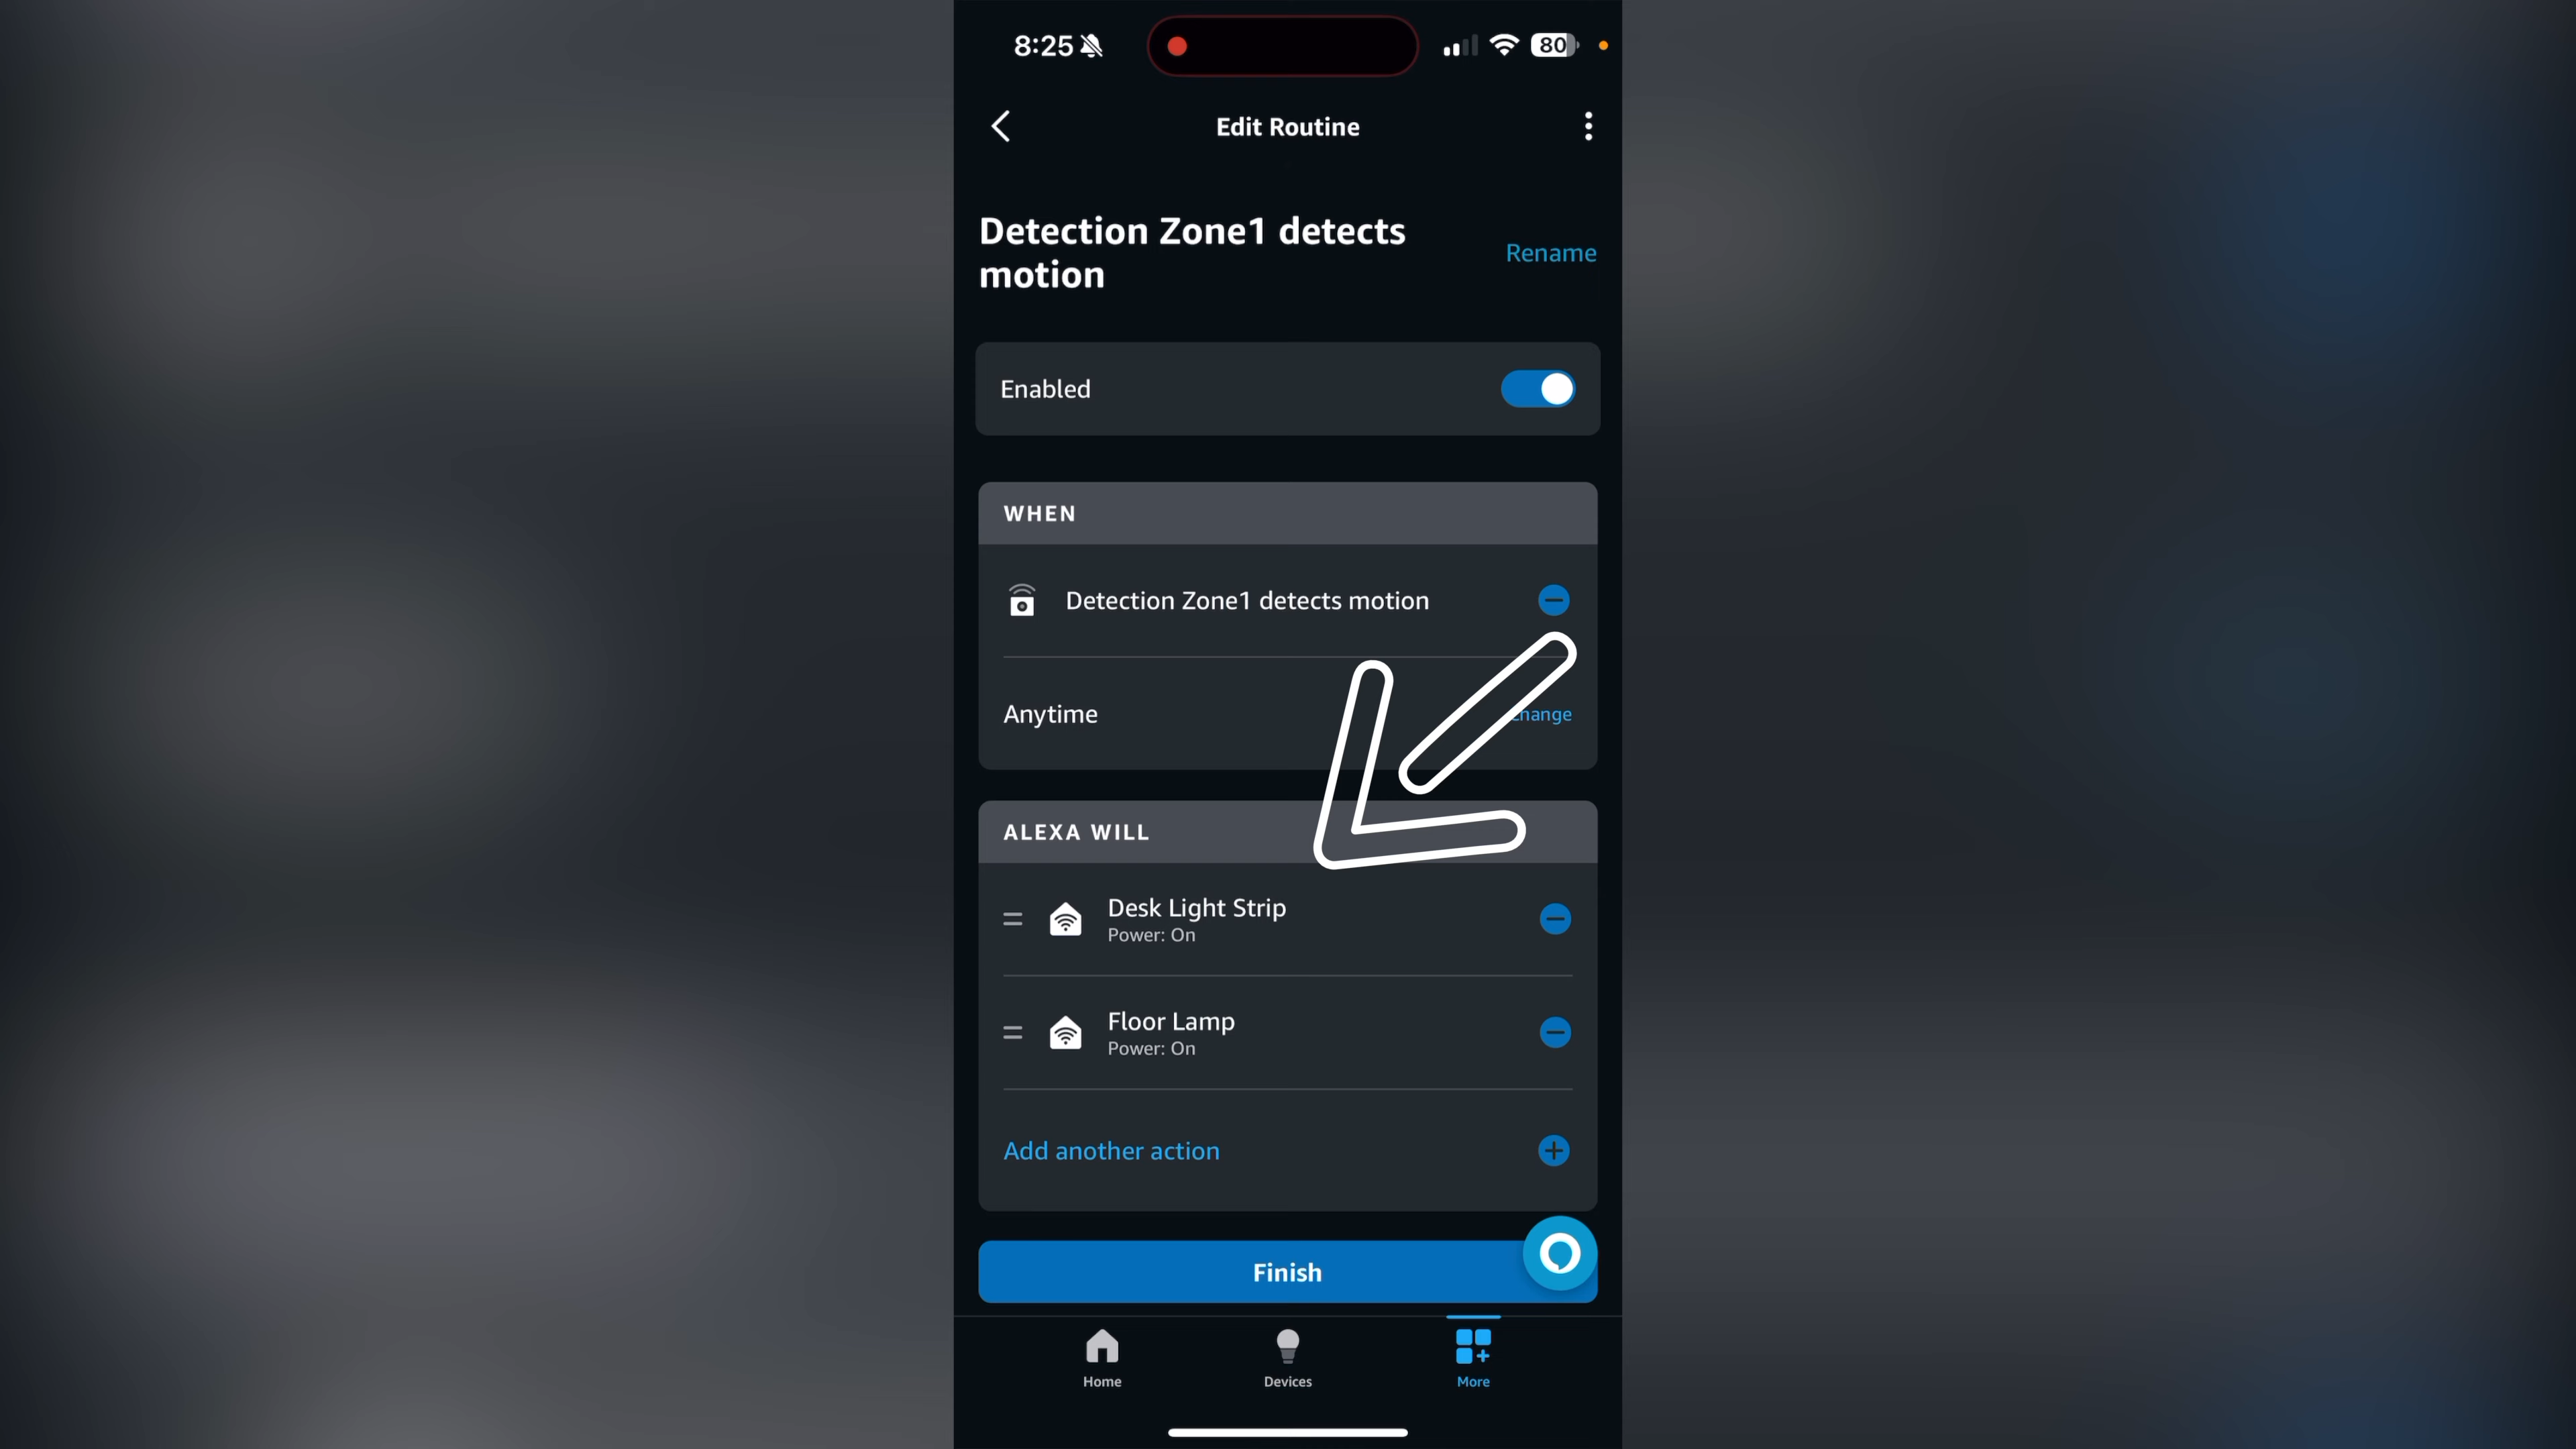 8:25
80
Edit Routine
Detection Zone1 detects
motion
Rename
Enabled
WHEN
Detection Zone1 detects motion
Anytime
Change
ALEXA WILL
Desk Light Strip
Power: On
Floor Lamp
Power: On
Add another action
Finish
Home
Devices
More